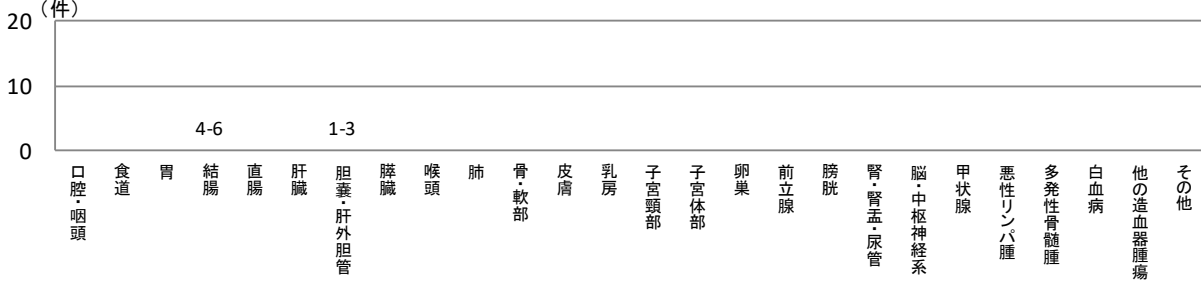 （件）
20
10
0
4-6
1-3
口腔・咽頭
食道
胃
結腸
直腸
肝臓
胆嚢・肝外胆管
膵臓
喉頭
肺
骨・軟部
皮膚
乳房
子宮頸部
子宮体部
卵巣
前立腺
膀胱
腎・腎盂・尿管
脳・中枢神経系
甲状腺
悪性リンパ腫
多発性骨髄腫
白血病
他の造血器腫瘍
その他